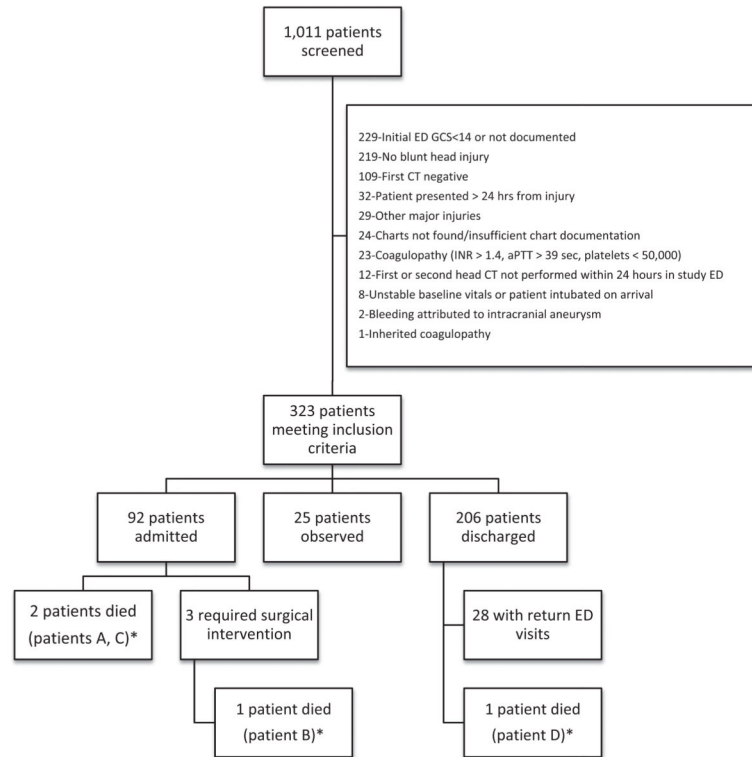 1,011 patients
screened
229-Initial ED GCS<14 or not documented
219-No blunt head injury
109-First CT negative
32-Patient presented > 24 hrs from injury
29-Other major injuries
24-Charts not found/insufficient chart documentation
23-Coagulopathy (INR > 1.4, aPTT > 39 sec, platelets < 50,000)
12-First or second head CT not performed within 24 hours in study ED
8-Unstable baseline vitals or patient intubated on arrival
2-Bleeding attributed to intracranial aneurysm
1-Inherited coagulopathy
323 patients
meeting inclusion
criteria
92 patients
admitted
25 patients
observed
206 patients
discharged
2 patients died
(patients A, C)*
3 required surgical
intervention
28 with return ED
visits
1 patient died
(patient B)*
1 patient died
(patient D)*